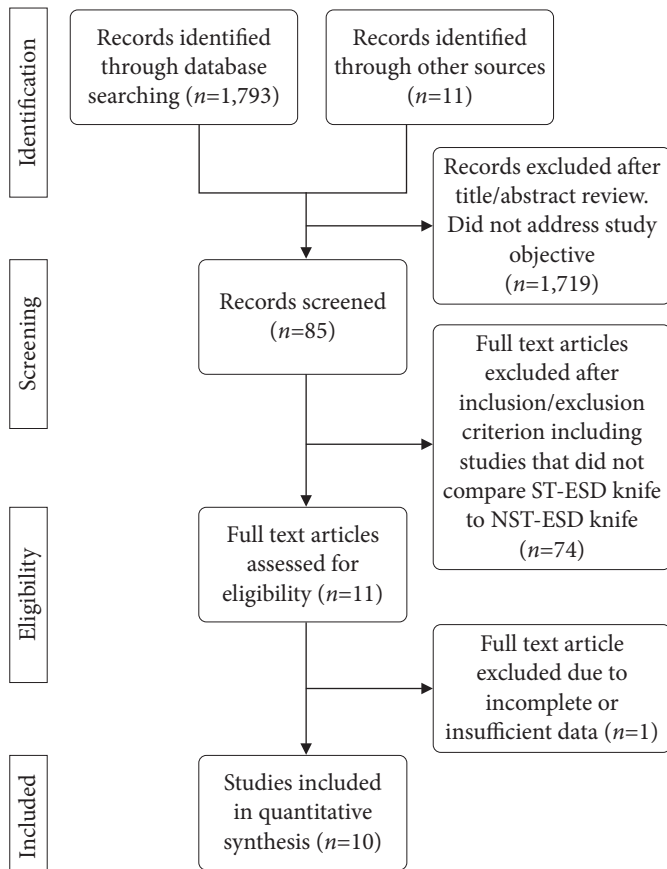 Identification
Records identified
through database
searching (n=1,793)
Records identified
through other sources
(n=11)
Records excluded after
title/abstract review.
Did not address study
objective
(n=1,719)
Screening
Records screened
(n=85)
Full text articles
excluded after
inclusion/exclusion
criterion including
studies that did not
compare ST-ESD knife
to NST-ESD knife
(n=74)
Eligibility
Full text articles
assessed for
eligibility (n=11)
Full text article
excluded due to
incomplete or
insufficient data (n=1)
Included
Studies included
in quantitative
synthesis (n=10)